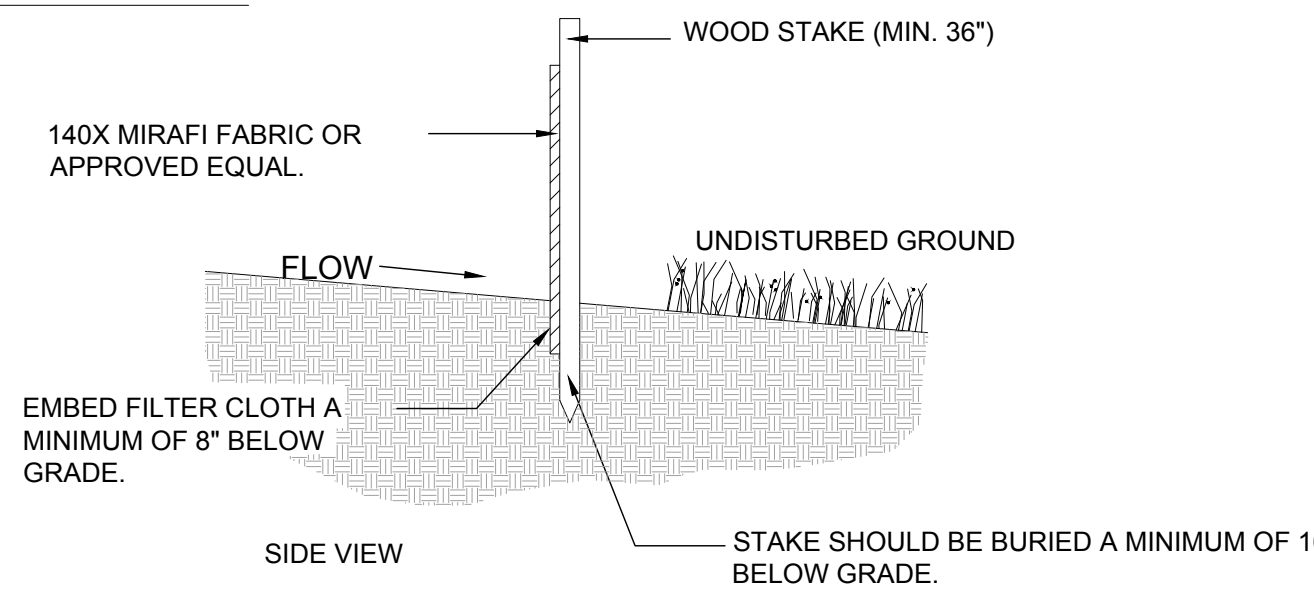 WOOD STAKE (MIN. 36")
140X MIRAFI FABRIC OR
APPROVED EQUAL.
UNDISTURBED GROUND
FLOW
EMBED FILTER CLOTH A
MINIMUM OF 8" BELOW
GRADE.
SIDE VIEW
STAKE SHOULD BE BURIED A MINIMUM OF
BELOW GRADE.